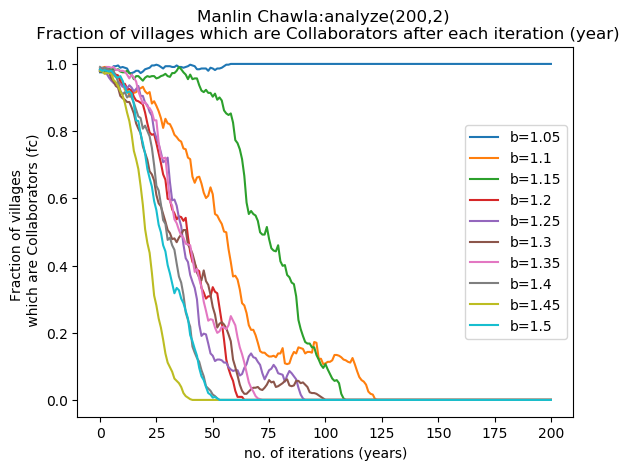 Manlin Chawla:analyze(200,2)
Fraction of villages which are Collaborators after each iteration (year)
1.0
0.8
0.6
0.4
0.2
0.0
Fraction of villages
which are Collaborators (fc)
b=1.05
b=1.1
b=1.15
b=1.2
b=1.25
b=1.3
b=1.35
b=1.4
b=1.45
b=1.5
0 25 50 75 100 125 150 175 200
no. of iterations (years)